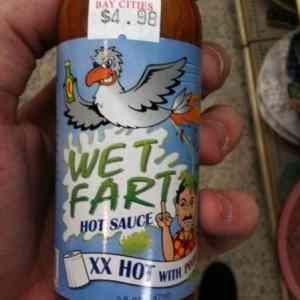 BAY CITIES
$4.98
WET
FART
HOT SAUCE
XX HOT WITH